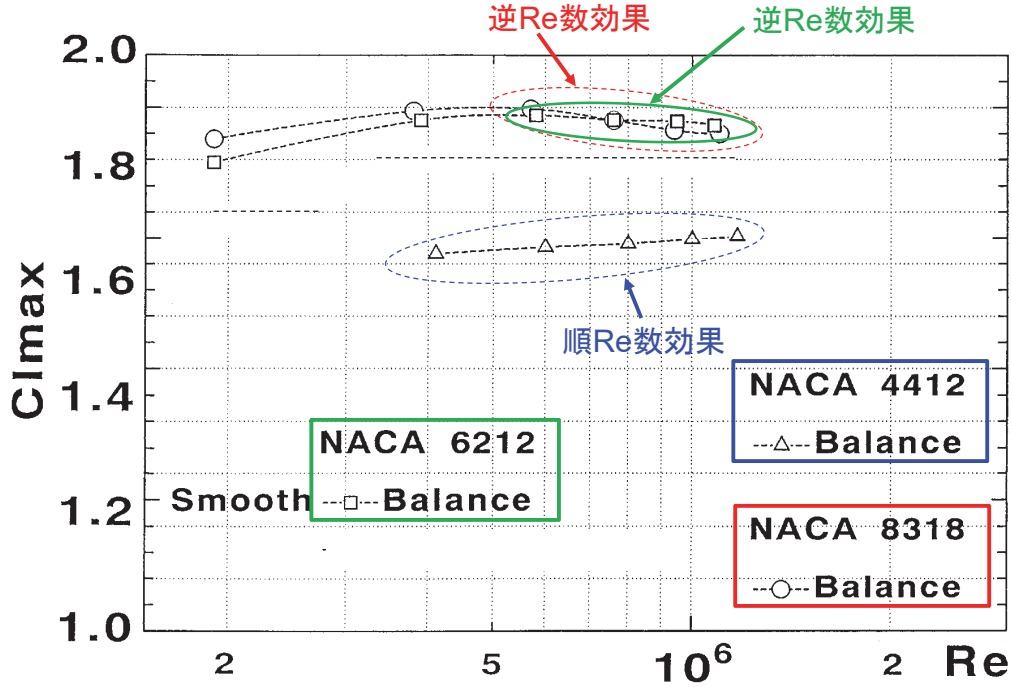 逆Re数効果
逆Re数効果
2.0
1.8
1.6
1.4
1.2
1.0
Clmax
順Re数効果
NACA 4412
Balance
NACA 6212
Smooth Balance
NACA 8318
Balance
2
5
10⁶
2
Re